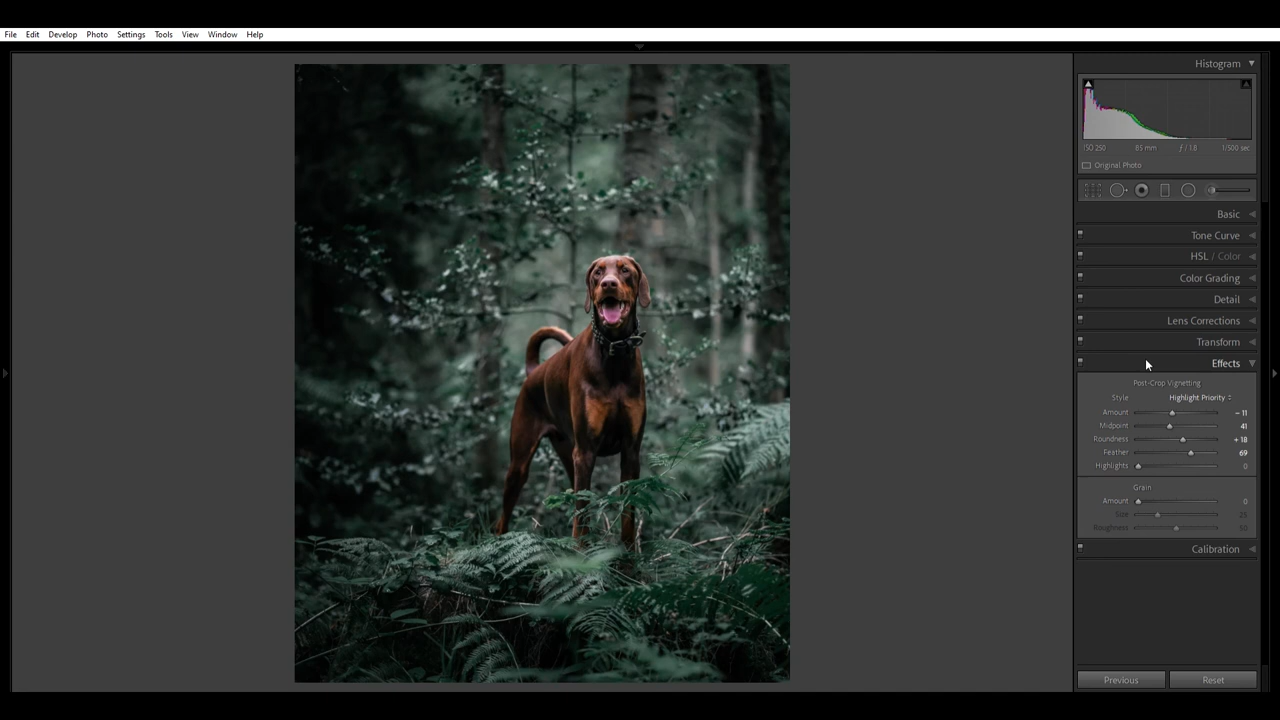 File Edit Develop Photo Settings Tools View Window Help
Histogram
ISO 250 85 mm ƒ / 1.8 1/500 sec
Original Photo
Basic
Tone Curve
HSL / Color
Color Grading
Detail
Lens Corrections
Transform
Effects
Post-Crop Vignetting
Style Highlight Priority
Amount − 11
Midpoint 41
Roundness + 18
Feather 69
Highlights 0
Grain
Amount 0
Size 25
Roughness 50
Calibration
Previous Reset